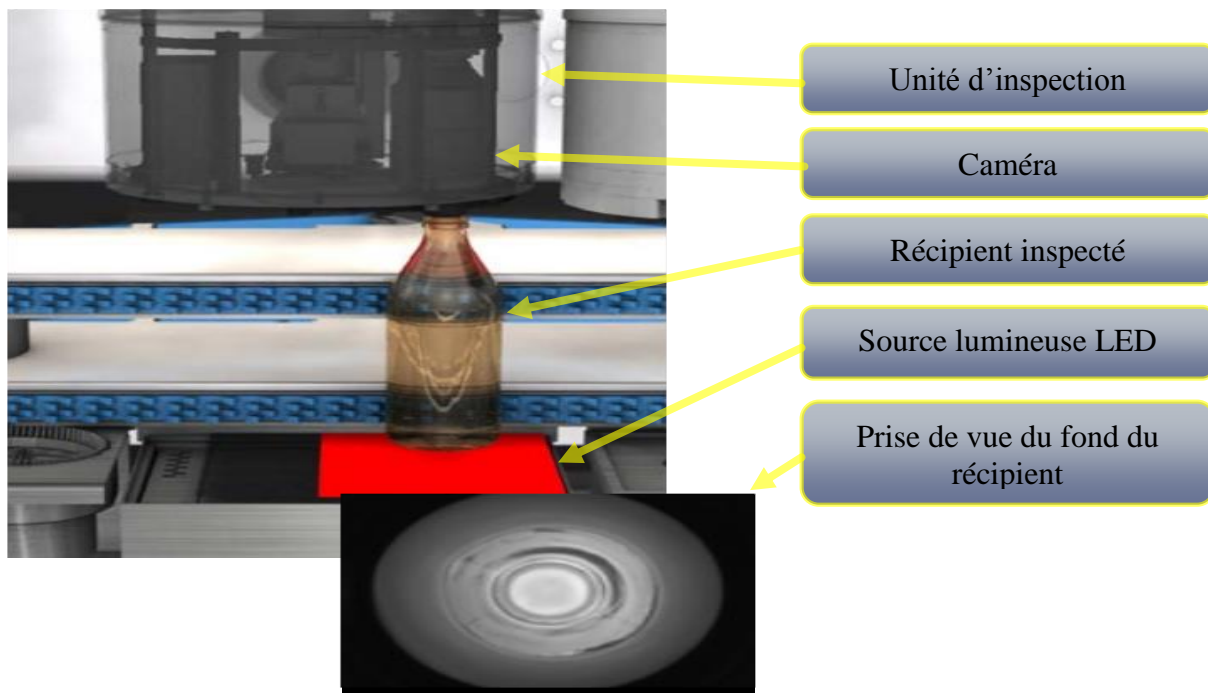 Unité d’inspection
Caméra
Récipient inspecté
Source lumineuse LED
Prise de vue du fond du
récipient